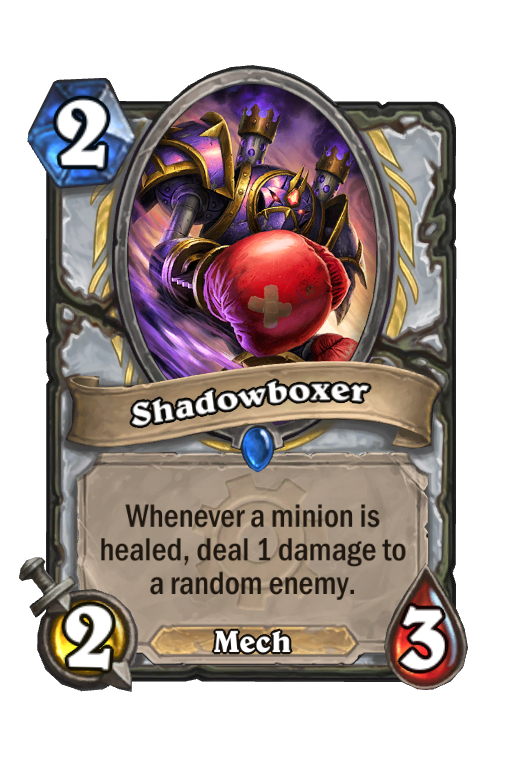 2
Shadowboxer
Whenever a minion is
healed, deal 1 damage to
a random enemy.
2
Mech
3